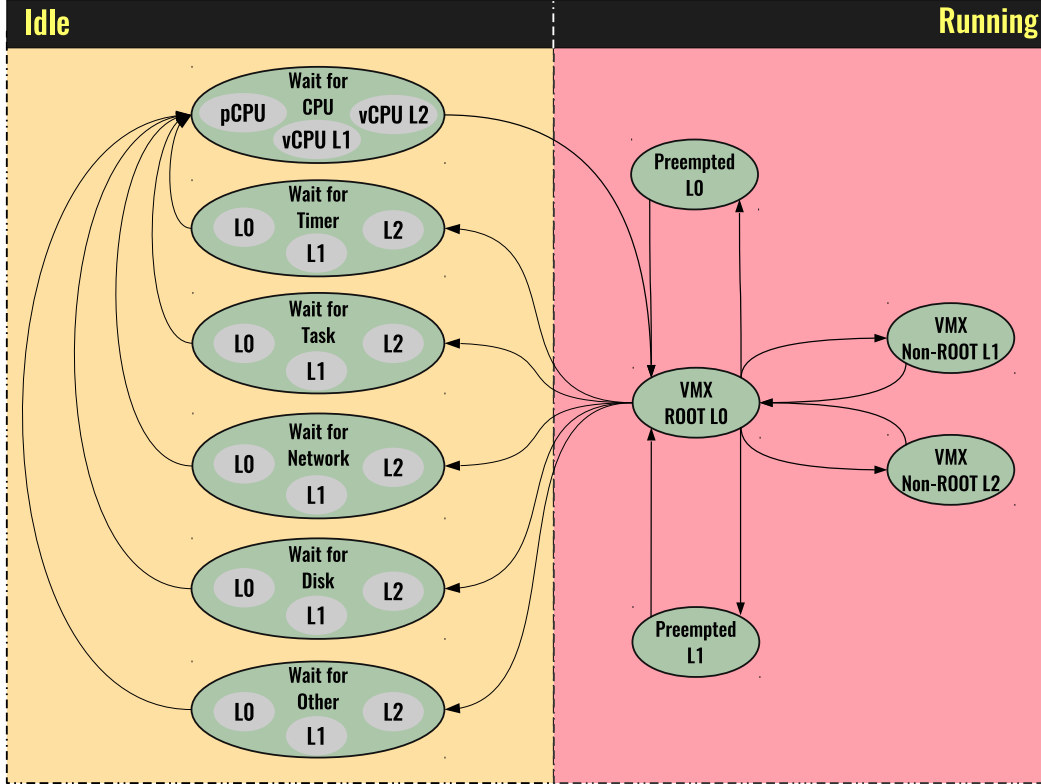 Idle
Running
Wait for
CPU
pCPU
vCPU L2
vCPU L1
Wait for
Timer
L0
L2
L1
Wait for
Task
L0
L2
L1
Wait for
Network
L0
L2
L1
Wait for
Disk
L0
L2
L1
Wait for
Other
L0
L2
L1
Preempted
L0
VMX
Non-ROOT L1
VMX
ROOT L0
VMX
Non-ROOT L2
Preempted
L1